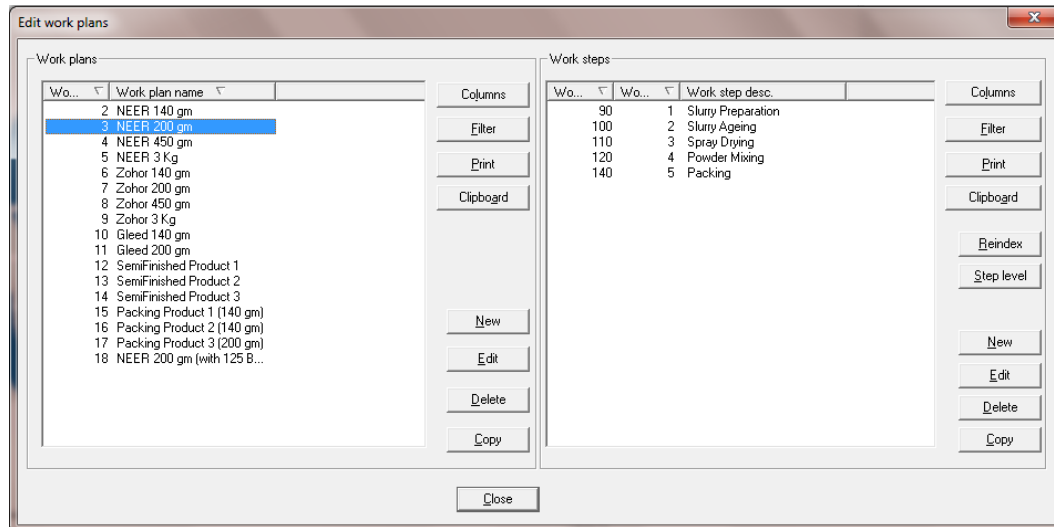 Edit work plans
Work plans
Wo... Work plan name
2 NEER 140 gm
3 NEER 200 gm
4 NEER 450 gm
5 NEER 3 Kg
6 Zohor 140 gm
7 Zohor 200 gm
8 Zohor 450 gm
9 Zohor 3 Kg
10 Gleed 140 gm
11 Gleed 200 gm
12 SemiFinished Product 1
13 SemiFinished Product 2
14 SemiFinished Product 3
15 Packing Product 1 (140 gm)
16 Packing Product 2 (140 gm)
17 Packing Product 3 (200 gm)
18 NEER 200 gm (with 125 B...
Columns
Filter
Print
Clipboard
New
Edit
Delete
Copy
Work steps
Wo... Wo... Work step desc.
90 1 Slurry Preparation
100 2 Slurry Ageing
110 3 Spray Drying
120 4 Powder Mixing
140 5 Packing
Columns
Filter
Print
Clipboard
Reindex
Step level
New
Edit
Delete
Copy
Close